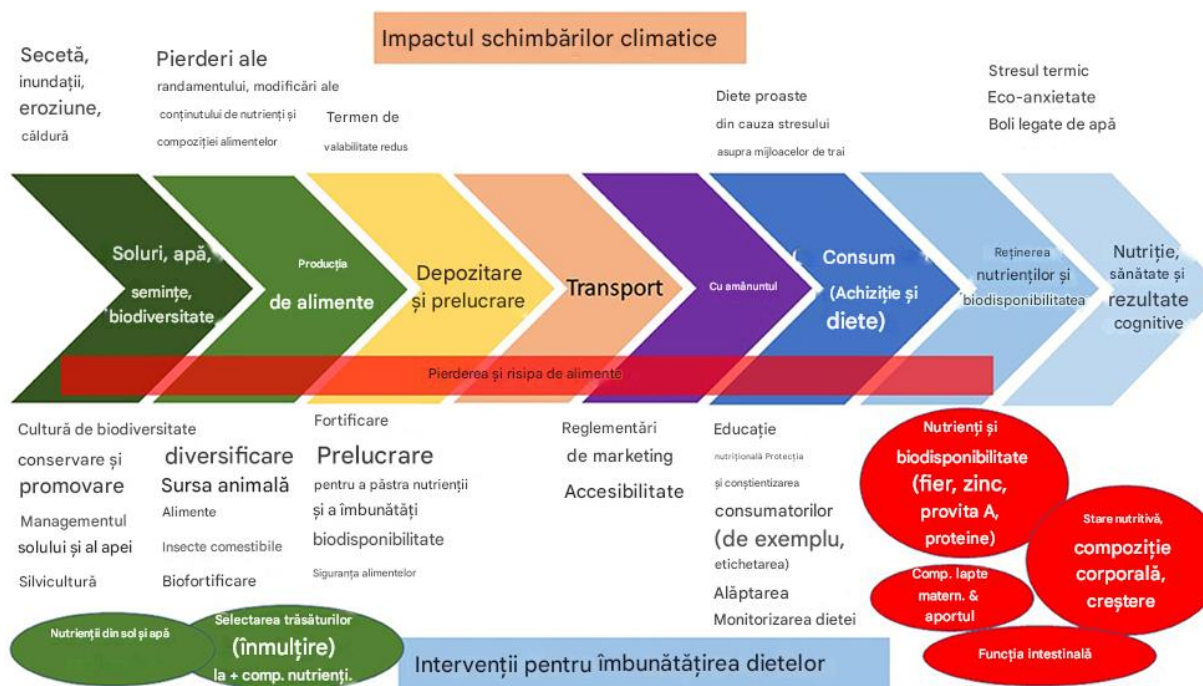 Impactul schimbărilor climatice
Secetă,
inundații,
eroziune,
căldură
Pierderi ale
randamentului, modificări ale
conținutului de nutrienți și
compoziției alimentelor
Termen de
valabilitate redus
Diete proaste
din cauza stresului
asupra mijloacelor de trai
Stresul termic
Eco-anxietate
Boli legate de apă
Soluri, apă,
semințe,
biodiversitate
Producția
de alimente
Depozitare
și prelucrare
Transport
Cu amănuntul
Consum
(Achiziție și
diete)
Reținerea
nutrienților și
biodisponibilitatea
Nutriție,
sănătate și
rezultate
cognitive
Pierderea și risipa de alimente
Cultură de biodiversitate
conservare și
promovare
Managementul
solului și al apei
Silvicultură
diversificare
Sursa animală
Alimente
Insecte comestibile
Biofortificare
Fortificare
Prelucrare
pentru a păstra nutrienții
și a îmbunătăți
biodisponibilitate
Siguranța alimentelor
Reglementări
de marketing
Accesibilitate
Educație
nutrițională Protecția
și conștientizarea
consumatorilor
(de exemplu,
etichetarea)
Alăptarea
Monitorizarea dietei
Nutrienți și
biodisponibilitate
(fier, zinc,
provita A,
proteine)
Stare nutritivă,
compoziție
corporală,
creștere
Comp. lapte
matern. &
aportul
Funcția intestinală
Nutrienții din sol și apă
Selectarea trăsăturilor
(înmulțire)
la + comp. nutrienți.
Intervenții pentru îmbunătățirea dietelor